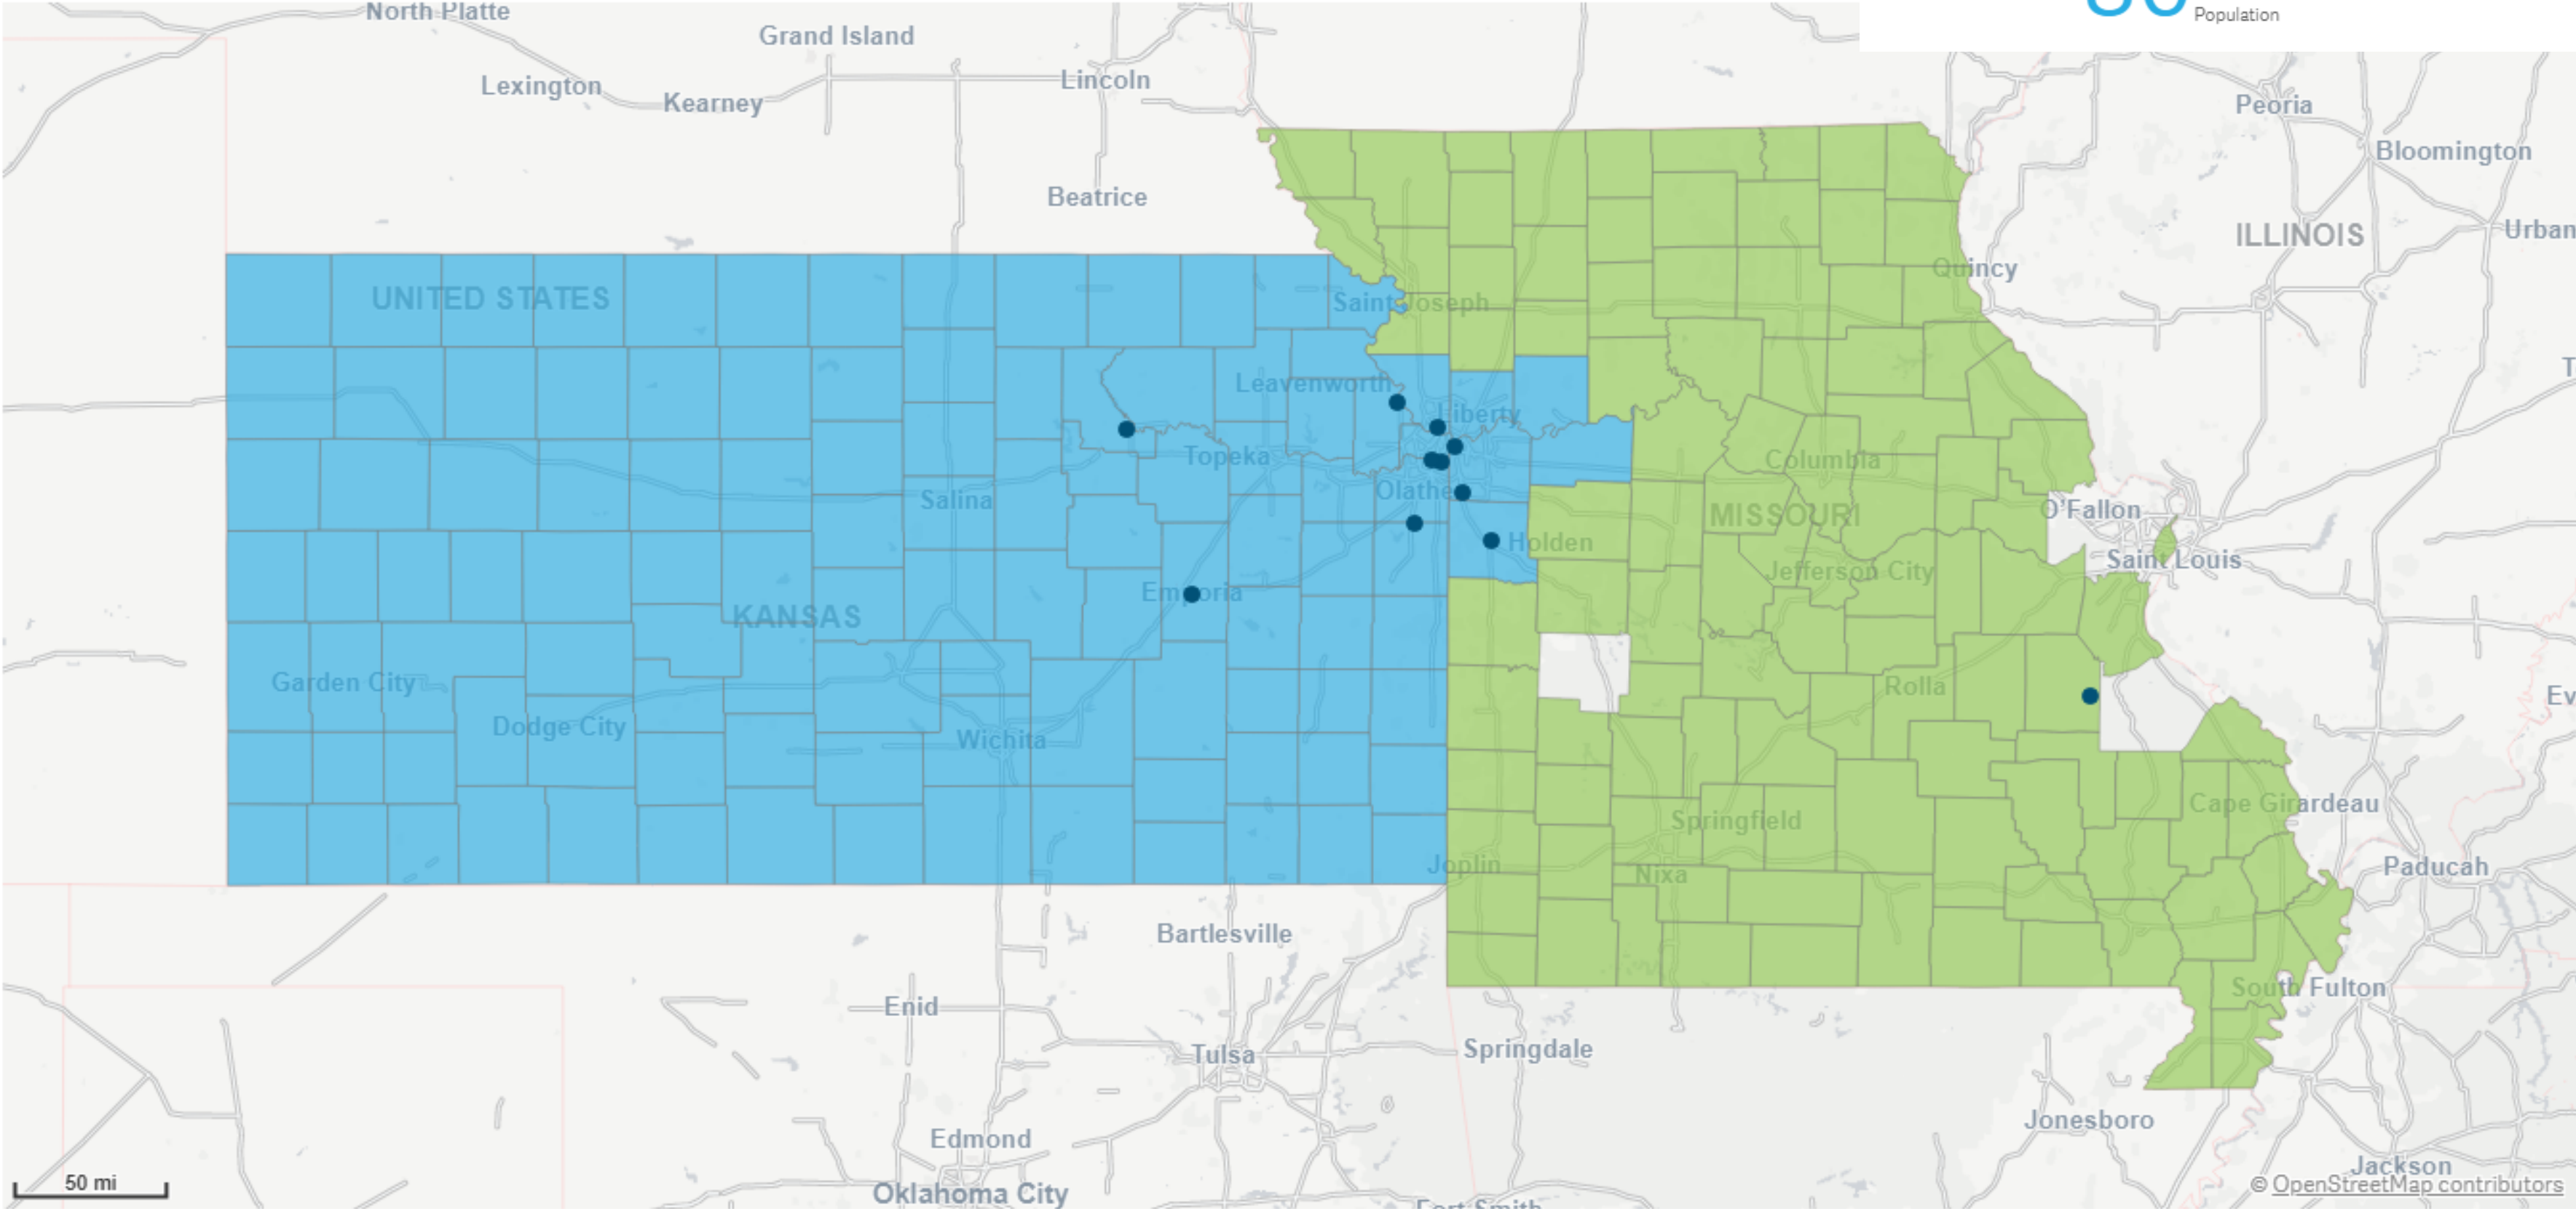 North Platte
Population
Grand Island
Lexington
Kearney
Lincoln
Peoria
Bloomington
Beatrice
ILLINOIS
Urban
Quincy
UNITED STATES
Saint Joseph
Leavenworth
Liberty
Topeka
Columbia
Salina
Olathe
MISSOURI
O'Fallon
Holden
Saint Louis
Jefferson City
Emporia
KANSAS
Garden City
Rolla
Ev
Dodge City
Wichita
Cape Girardeau
Springfield
Joplin
Nixa
Paducah
Bartlesville
South Fulton
Enid
Tulsa
Springdale
Jonesboro
Edmond
Jackson
50 mi
© OpenStreetMap contributors
Oklahoma City
Fort Smith